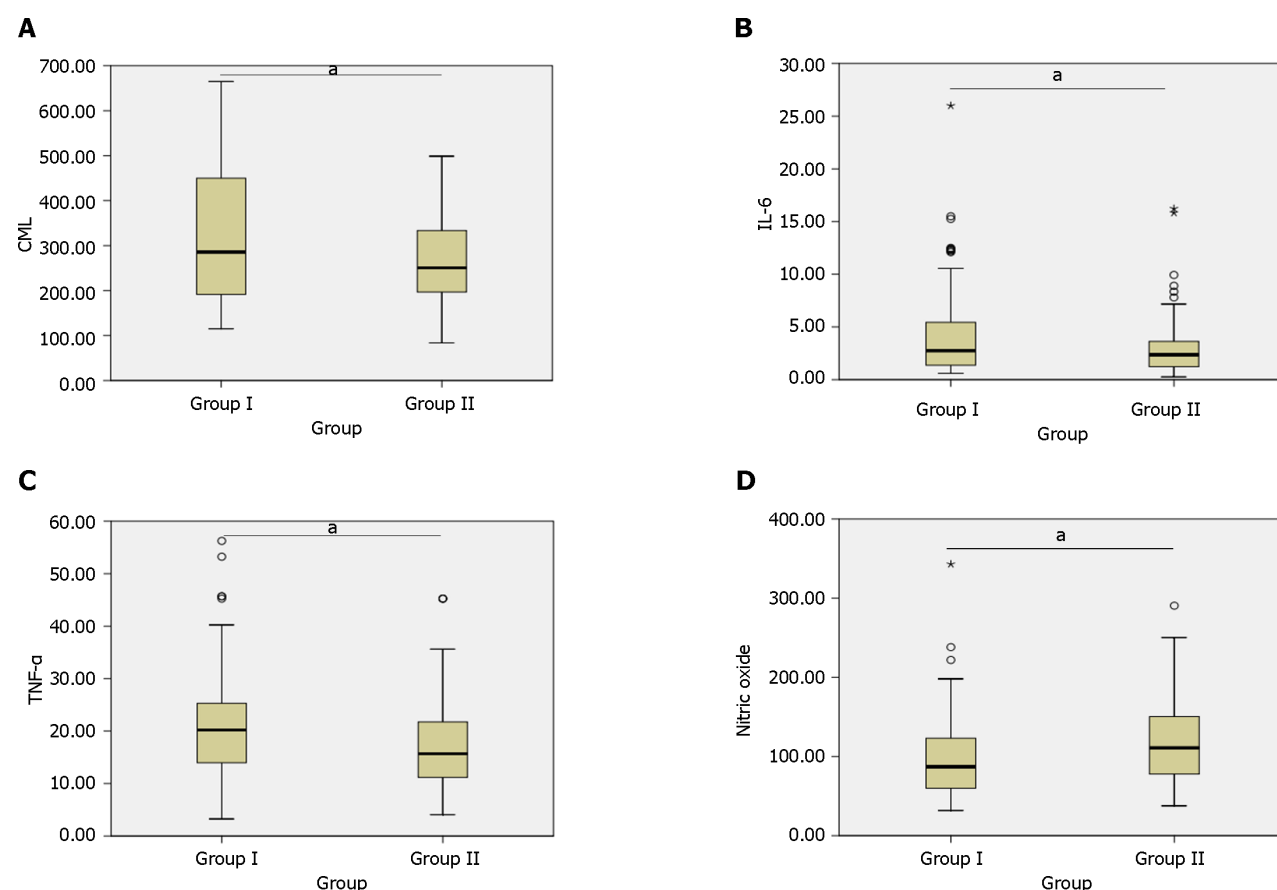 A
700.00
600.00
500.00
400.00
300.00
200.00
100.00
0.00
CML
a
Group I
Group II
Group
B
30.00
25.00
20.00
15.00
10.00
5.00
0.00
IL-6
a
Group I
Group II
Group
C
60.00
50.00
40.00
30.00
20.00
10.00
0.00
TNF-α
a
Group I
Group II
Group
D
400.00
300.00
200.00
100.00
0.00
Nitric oxide
a
Group I
Group II
Group